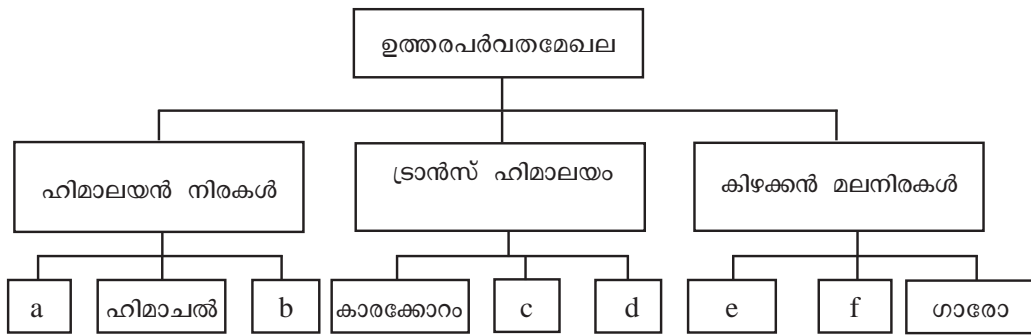 ഉത്തരപർവതമേഖല
ഹിമാലയൻ നിരകൾ ട്രാൻസ് ഹിമാലയം കിഴക്കൻ മലനിരകൾ
a ഹിമാചൽ b കാരക്കോറം c d e f ഗാരോ